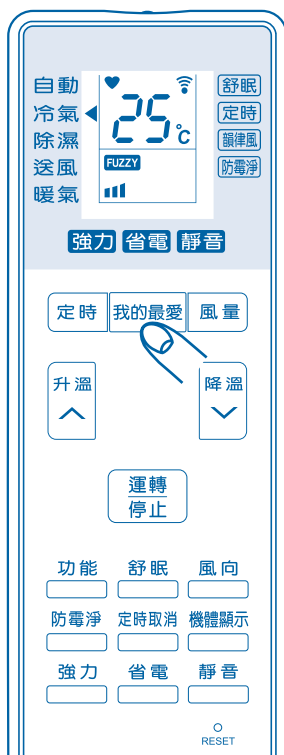 自動
冷氣
除濕
送風
暖氣
25℃
FUZZY
舒眠
定時
韻律風
防霉淨
強力 省電 靜音
定時 我的最愛 風量
升溫 降溫
運轉
停止
功能 舒眠 風向
防霉淨 定時取消 機體顯示
強力 省電 靜音
RESET